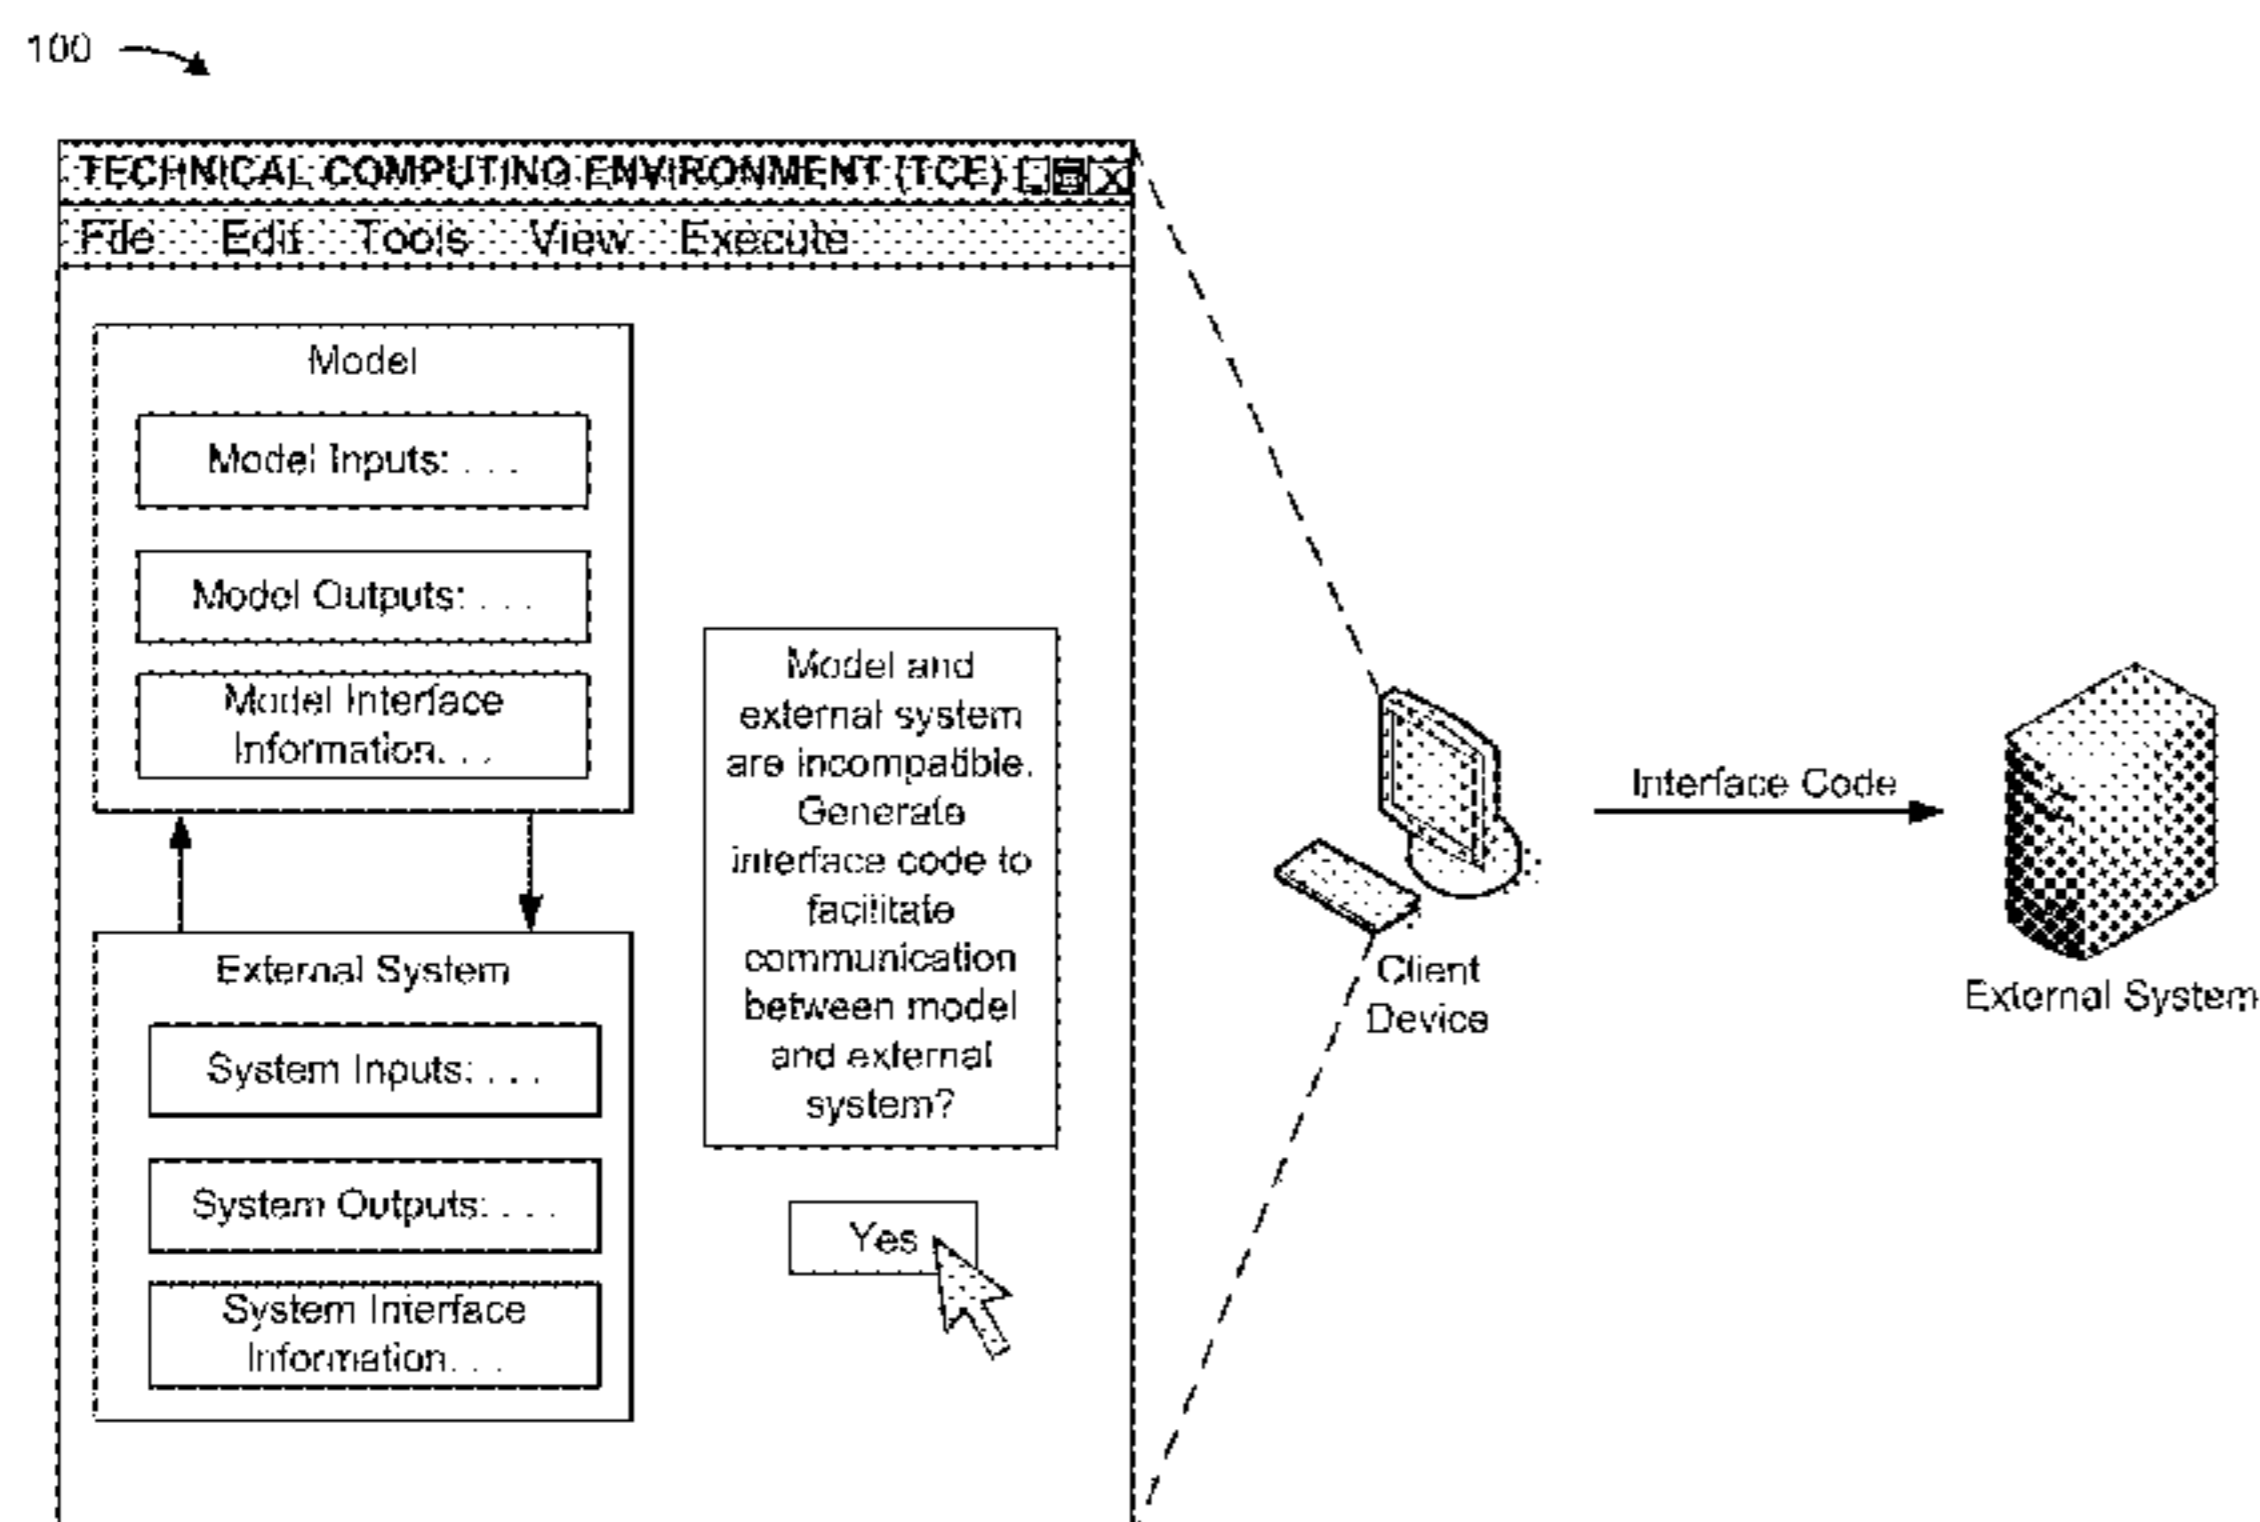 100
TECHNICAL COMPUTING ENVIRONMENT (TCE)
File Edit Tools View Execute
Model
Model Inputs: . . .
Model Outputs: . . .
Model Interface
Information. . .
External System
System Inputs: . . .
System Outputs: . . .
System Interface
Information. . .
Model and
external system
are incompatible.
Generate
interface code to
facilitate
communication
between model
and external
system?
Yes
Client
Device
Interface Code
External System